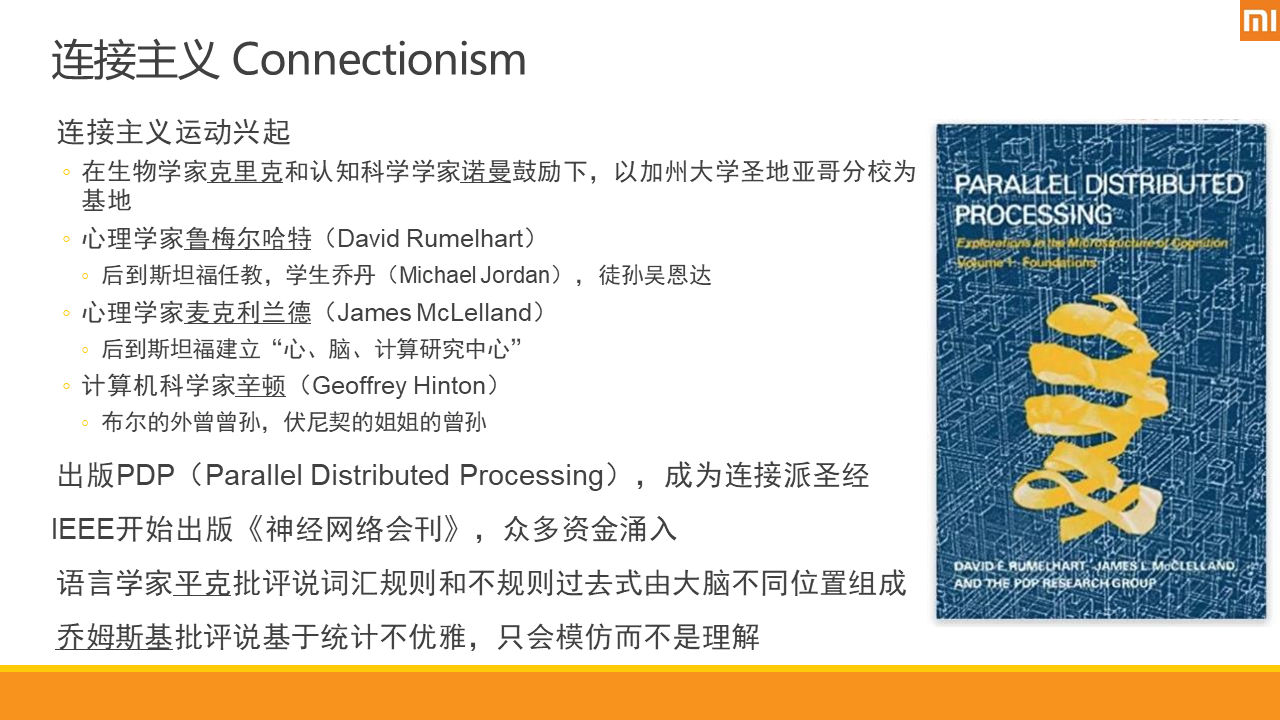 连接主义 Connectionism
连接主义运动兴起
在生物学家克里克和认知科学学家诺曼鼓励下，以加州大学圣地亚哥分校为
基地
心理学家鲁梅尔哈特（David Rumelhart）
后到斯坦福任教，学生乔丹（Michael Jordan），徒孙吴恩达
心理学家麦克利兰德（James McLelland）
后到斯坦福建立“心、脑、计算研究中心”
计算机科学家辛顿（Geoffrey Hinton）
布尔的外曾曾孙，伏尼契的姐姐的曾孙
出版PDP（Parallel Distributed Processing），成为连接派圣经
IEEE开始出版《神经网络会刊》，众多资金涌入
语言学家平克批评说词汇规则和不规则过去式由大脑不同位置组成
乔姆斯基批评说基于统计不优雅，只会模仿而不是理解
PARALLEL DISTRIBUTED
PROCESSING
Explorations in the Microstructure of Cognition
Volume 1: Foundations
DAVID E. RUMELHART, JAMES L. McCLELLAND,
AND THE PDP RESEARCH GROUP
MI